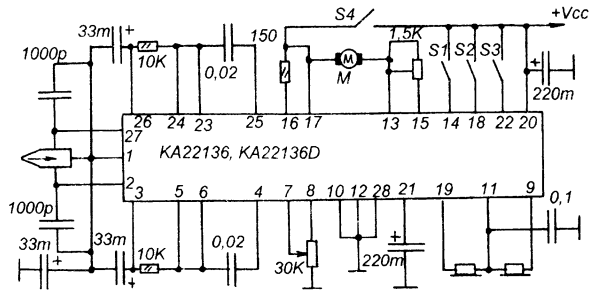 S4 +Vcc
33m + 150 1,5K S1 S2 S3
1000p 10K 0,02 M M + 220m
26 24 23 25 16 17 13 15 14 18 22 20
27
1 KA22136, KA22136D
2
3 5 6 4 7 8 10 12 28 21 19 11 9
1000p 0,1
33m 33m 10K 0,02 30K + 220m
+ +